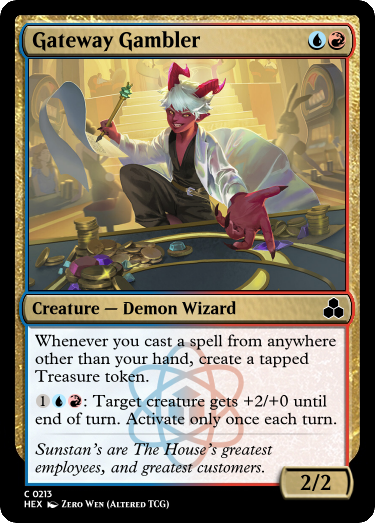 Gateway Gambler
Creature — Demon Wizard
Whenever you cast a spell from anywhere
other than your hand, create a tapped
Treasure token.
1: Target creature gets +2/+0 until
end of turn. Activate only once each turn.
Sunstan's are The House's greatest
employees, and greatest customers.
2/2
C 0213
HEX Zero Wen (Altered TCG)